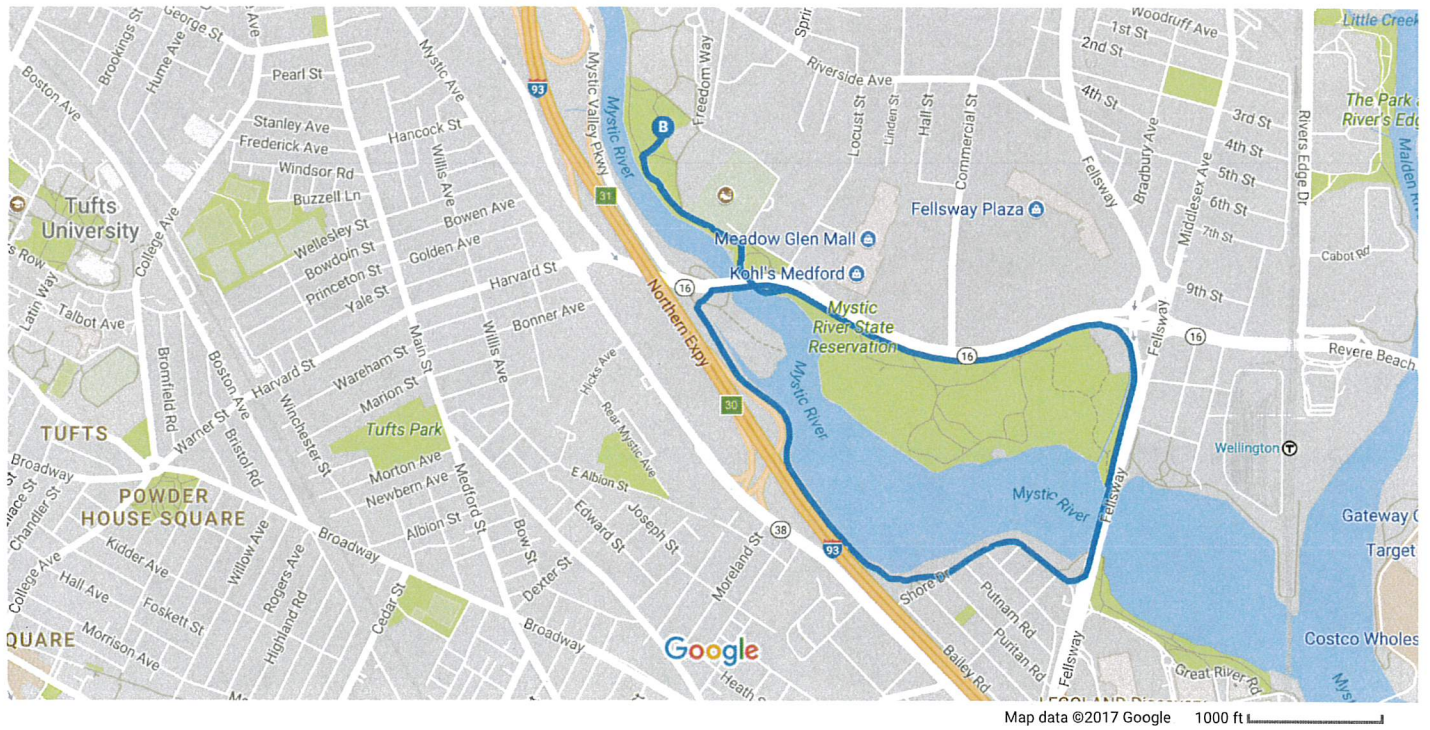 Woodruff Ave
Little Creek
George St
Brookings St
Hume Ave
1st St
2nd St
Mystic Ave
Riverside Ave
Boston Ave
Pearl St
93
Mystic Valley Pkwy
Mystic River
Freedom Way
4th St
The Park
River's Edg
3rd St
Stanley Ave
Hancock St
B
Locust St
Linden St
Hall St
Commercial St
Bradbury Ave
Rivers Edge Dr
Frederick Ave
4th St
Windsor Rd
Willis Ave
Fellsway
Middlesex Ave
5th St
Buzzell Ln
31
6th St
Tufts
University
Bowen Ave
Fellsway Plaza
7th St
College Ave
Wellesley St
Golden Ave
Meadow Glen Mall
Bowdoin St
Cabot Rd
Princeton St
Harvard St
Kohl's Medford
Yale St
16
9th St
Latin Way
Talbot Ave
Northern Expy
Bonner Ave
Mystic
River State
Reservation
Fellsway
16
Main St
Willis Ave
Wareham St
16
Revere Beach
Harvard St
Hicks Ave
Marion St
Bromfield Rd
Boston Ave
Mystic River
30
Winchester St
Rear Mystic Ave
TUFTS
Warner St
Tufts Park
Bristol Rd
Wellington
T
Morton Ave
Broadway
Medford St
E Albion St
Newbern Ave
POWDER
HOUSE SQUARE
Mystic River
Fellsway
Chandler St
Edward St
Joseph St
Gateway
Albion St
Bow St
38
Willow Ave
Broadway
Kidder Ave
93
Target
Rogers Ave
Moreland St
College Ave
Hall Ave
Dexter St
Shore Dr
Foskett St
Highland Rd
Cedar St
Putnam Rd
Puritan Rd
QUARE
Morrison Ave
Broadway
Google
Costco Wholes
Bailey Rd
Fellsway
Great River Rd
Heath
Map data ©2017 Google 1000 ft